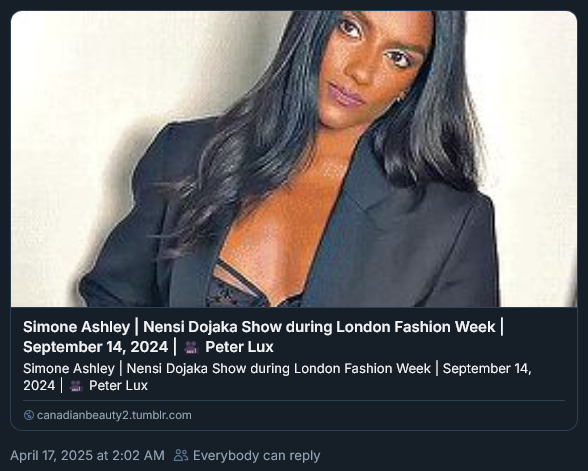 Simone Ashley | Nensi Dojaka Show during London Fashion Week |
September 14, 2024 | 🎥 Peter Lux
Simone Ashley | Nensi Dojaka Show during London Fashion Week | September 14,
2024 | 🎥 Peter Lux
canadianbeauty2.tumblr.com
April 17, 2025 at 2:02 AM Everybody can reply